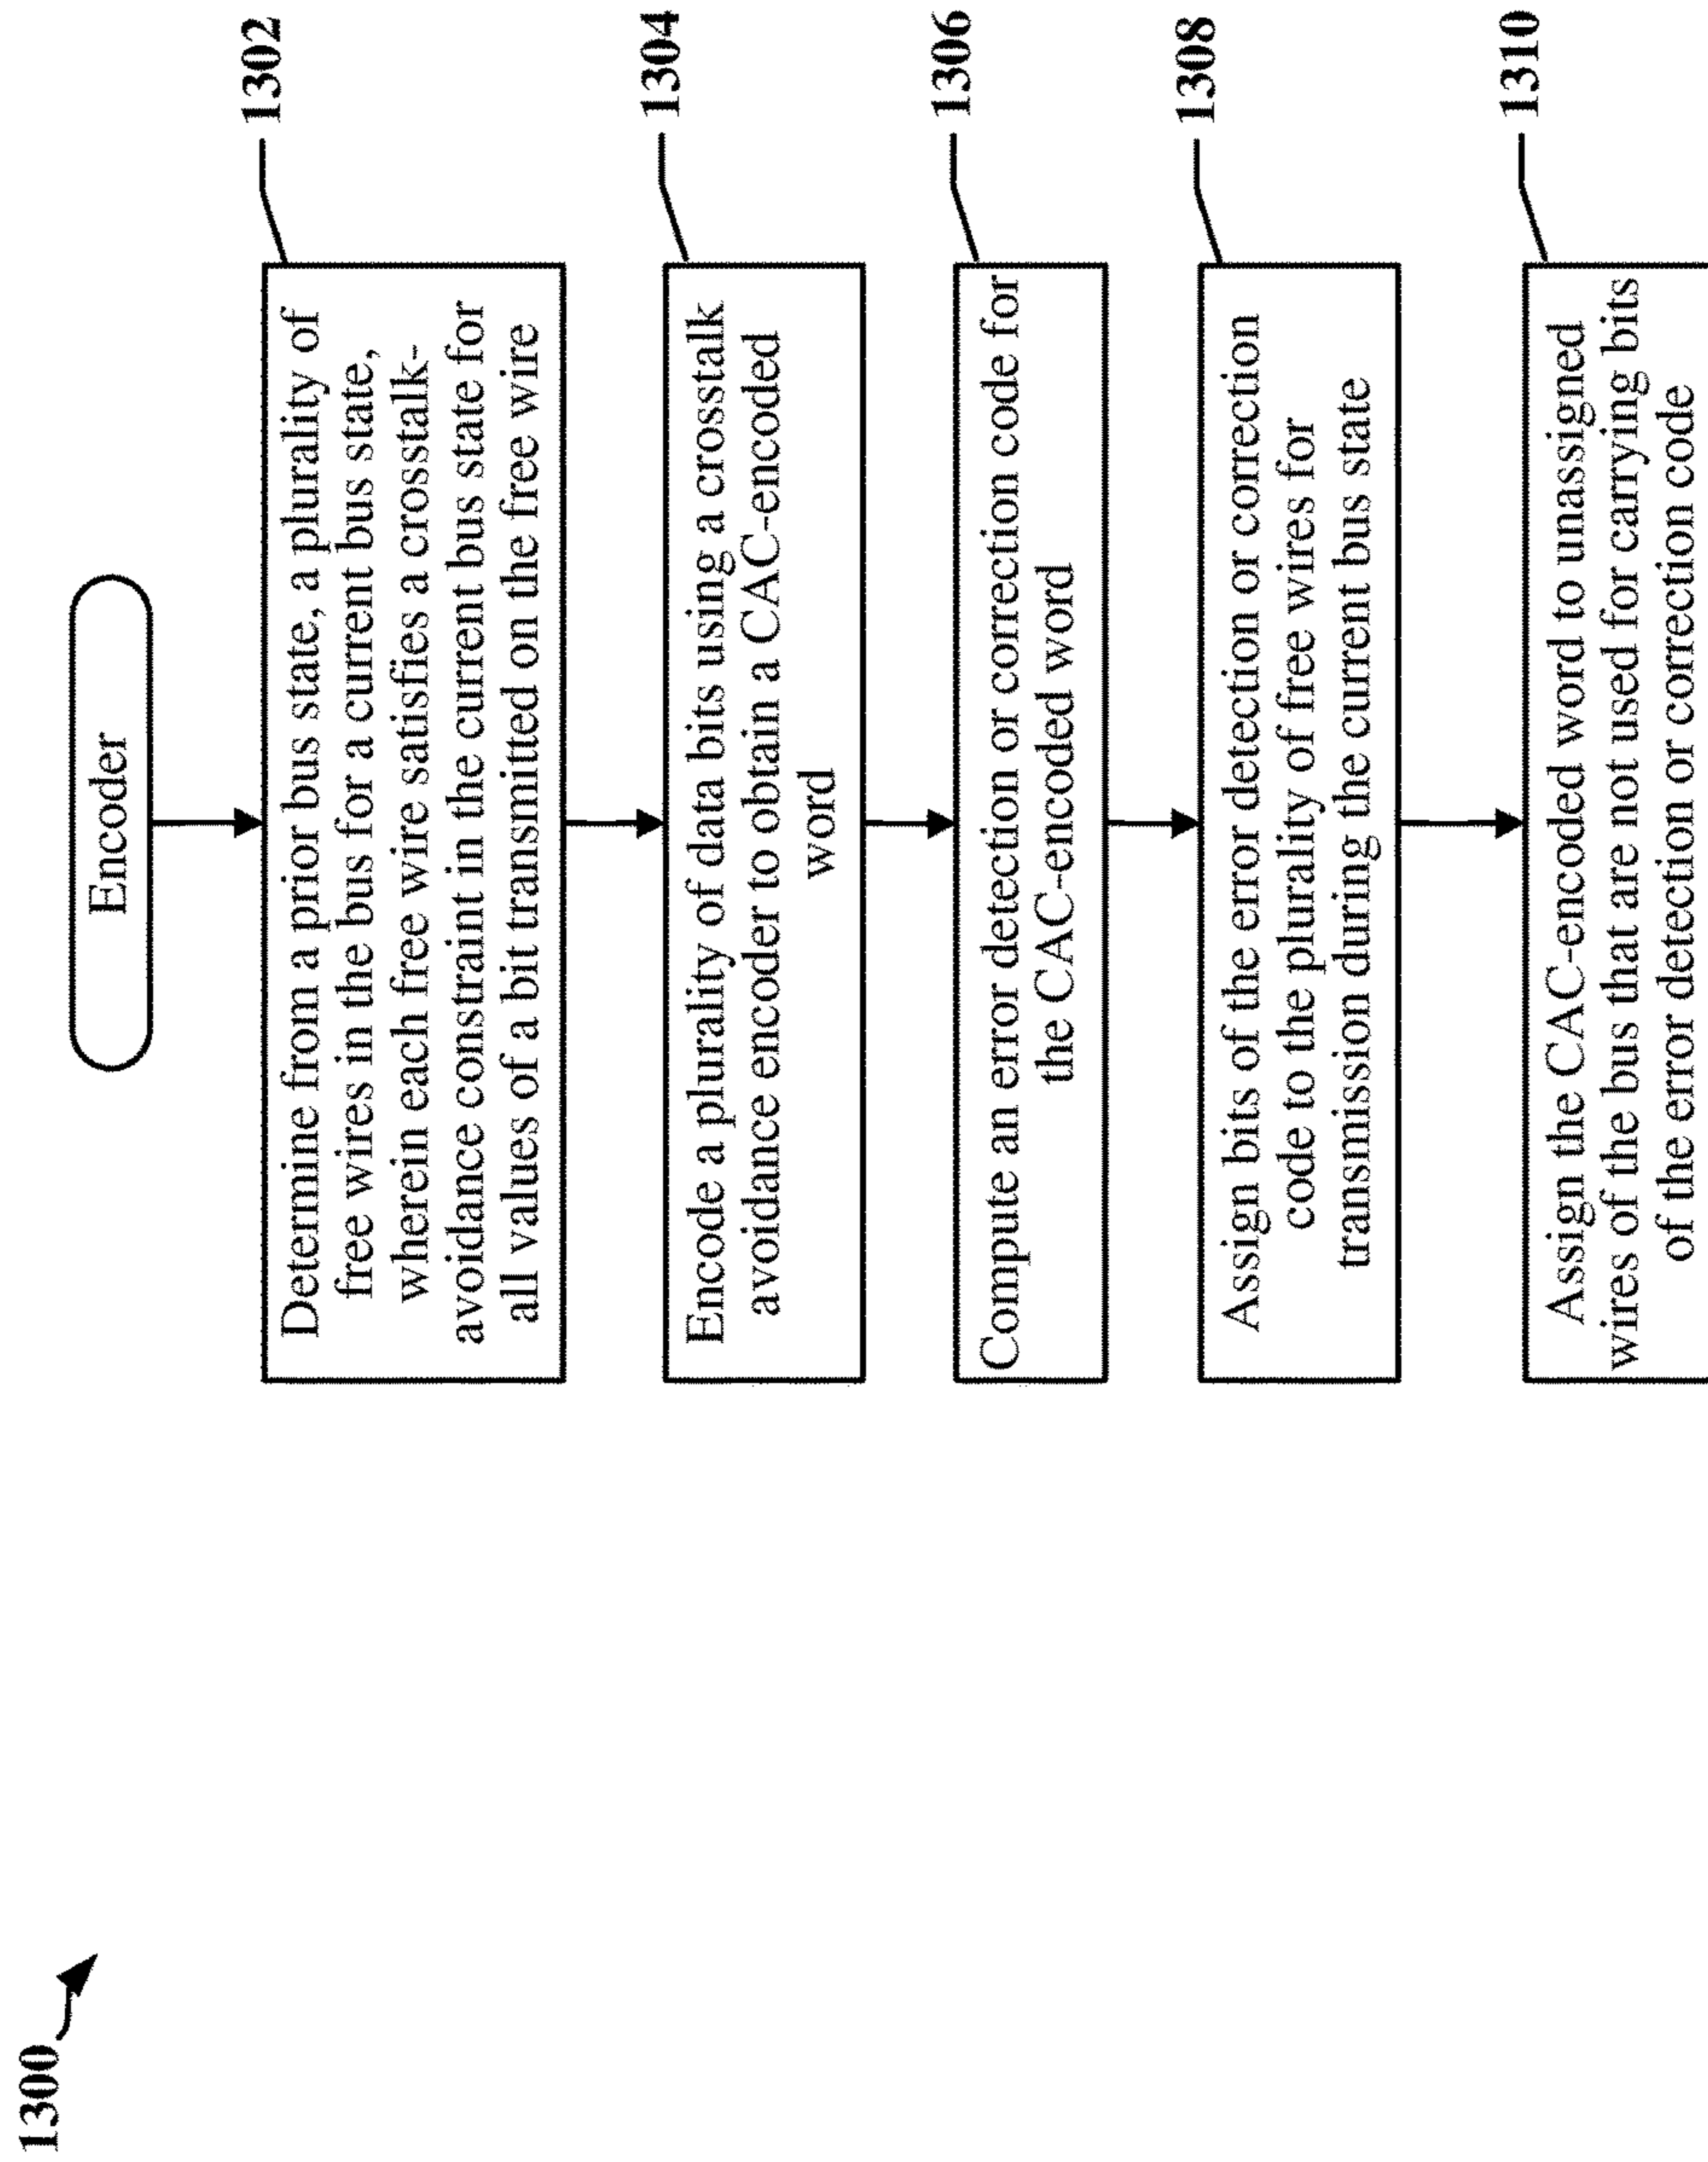 1300
Encoder
1302
Determine from a prior bus state, a plurality of
free wires in the bus for a current bus state,
wherein each free wire satisfies a crosstalk-
avoidance constraint in the current bus state for
all values of a bit transmitted on the free wire
1304
Encode a plurality of data bits using a crosstalk
avoidance encoder to obtain a CAC-encoded
word
1306
Compute an error detection or correction code for
the CAC-encoded word
1308
Assign bits of the error detection or correction
code to the plurality of free wires for
transmission during the current bus state
1310
Assign the CAC-encoded word to unassigned
wires of the bus that are not used for carrying bits
of the error detection or correction code